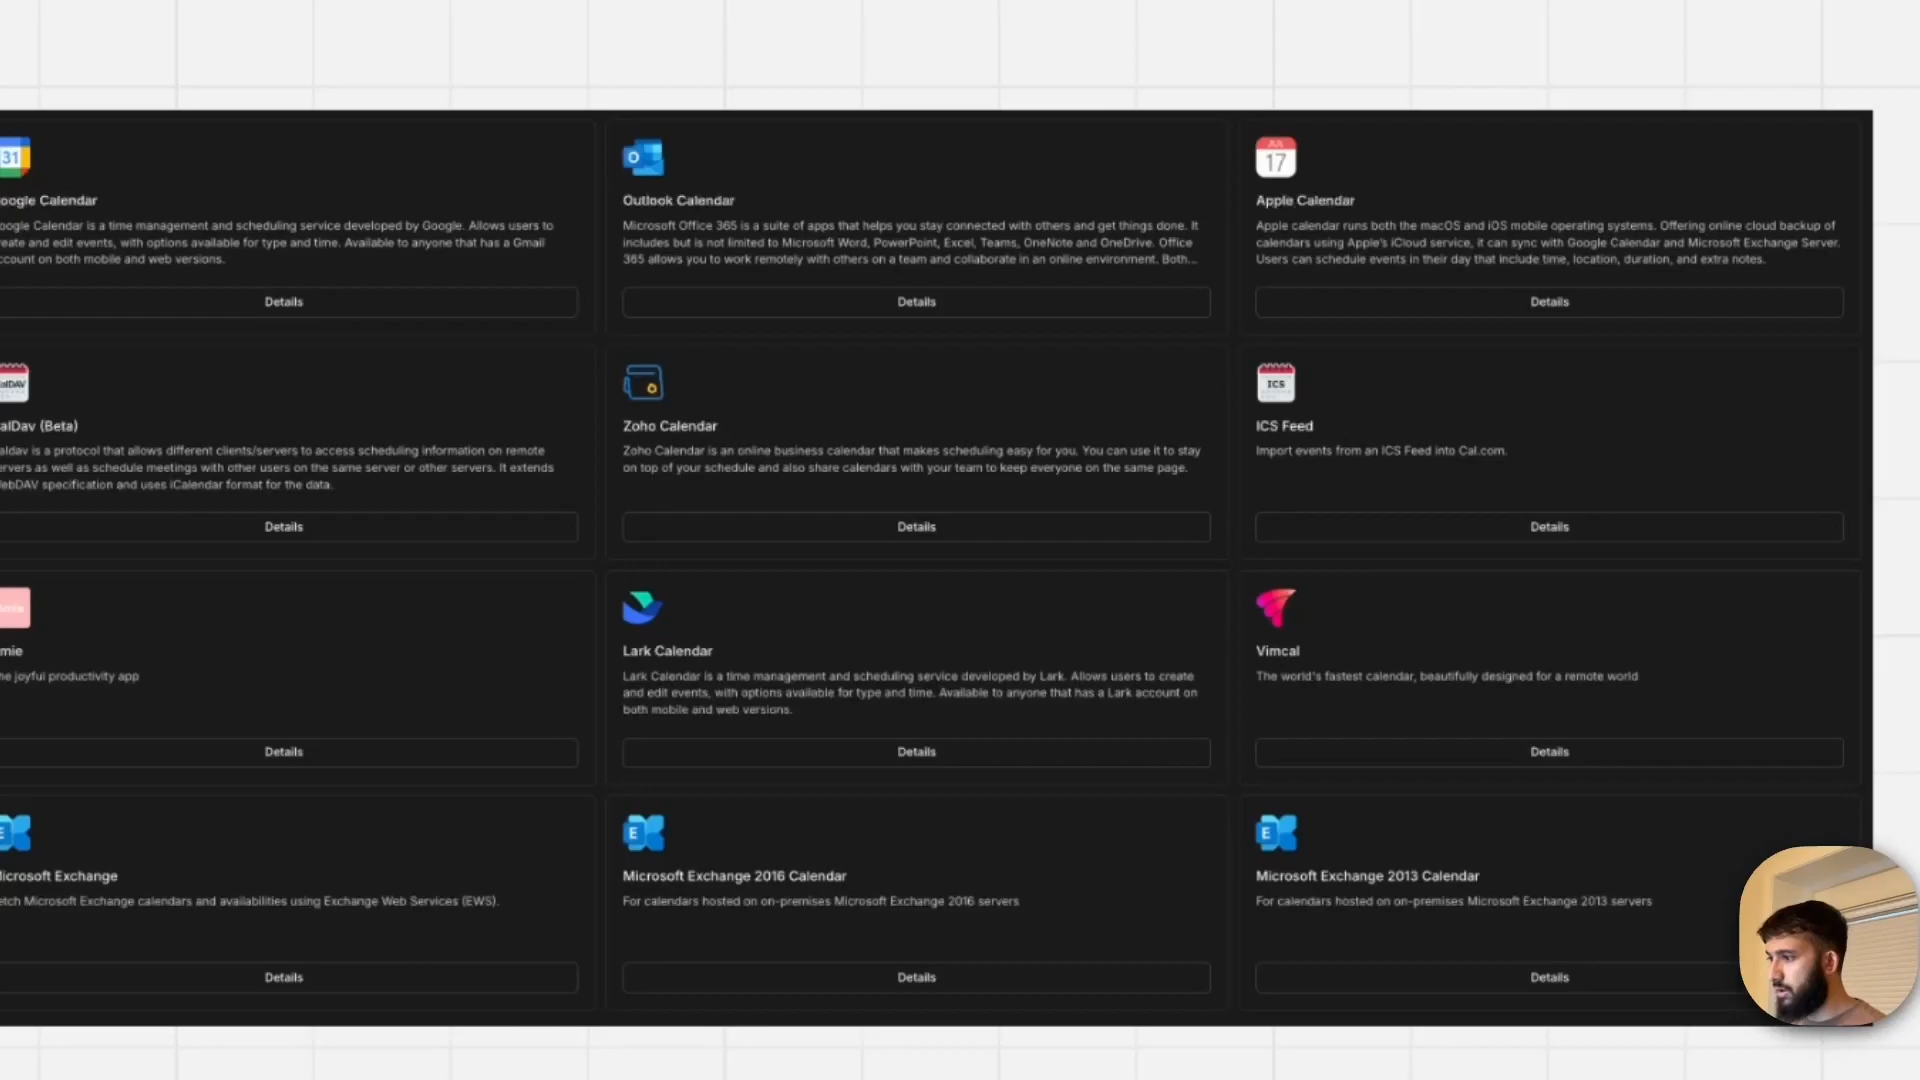 31
oogle Calendar
oogle Calendar is a time management and scheduling service developed by Google. Allows users to
reate and edit events, with options available for type and time. Available to anyone that has a Gmail
ccount on both mobile and web versions.
Details
O
Outlook Calendar
Microsoft Office 365 is a suite of apps that helps you stay connected with others and get things done. It
includes but is not limited to Microsoft Word, PowerPoint, Excel, Teams, OneNote and OneDrive. Office
365 allows you to work remotely with others on a team and collaborate in an online environment. Both...
Details
JUL
17
Apple Calendar
Apple calendar runs both the macOS and iOS mobile operating systems. Offering online cloud backup of
calendars using Apple's iCloud service, it can sync with Google Calendar and Microsoft Exchange Server.
Users can schedule events in their day that include time, location, duration, and extra notes.
Details
alDAV
alDav (Beta)
aldav is a protocol that allows different clients/servers to access scheduling information on remote
ervers as well as schedule meetings with other users on the same server or other servers. It extends
ebDAV specification and uses iCalendar format for the data.
Details
Zoho Calendar
Zoho Calendar is an online business calendar that makes scheduling easy for you. You can use it to stay
on top of your schedule and also share calendars with your team to keep everyone on the same page.
Details
ICS
ICS Feed
Import events from an ICS Feed into Cal.com.
Details
mie
he joyful productivity app
Details
Lark Calendar
Lark Calendar is a time management and scheduling service developed by Lark. Allows users to create
and edit events, with options available for type and time. Available to anyone that has a Lark account on
both mobile and web versions.
Details
Vimcal
The world's fastest calendar, beautifully designed for a remote world
Details
E
icrosoft Exchange
etch Microsoft Exchange calendars and availabilities using Exchange Web Services (EWS).
Details
E
Microsoft Exchange 2016 Calendar
For calendars hosted on on-premises Microsoft Exchange 2016 servers
Details
E
Microsoft Exchange 2013 Calendar
For calendars hosted on on-premises Microsoft Exchange 2013 servers
Details